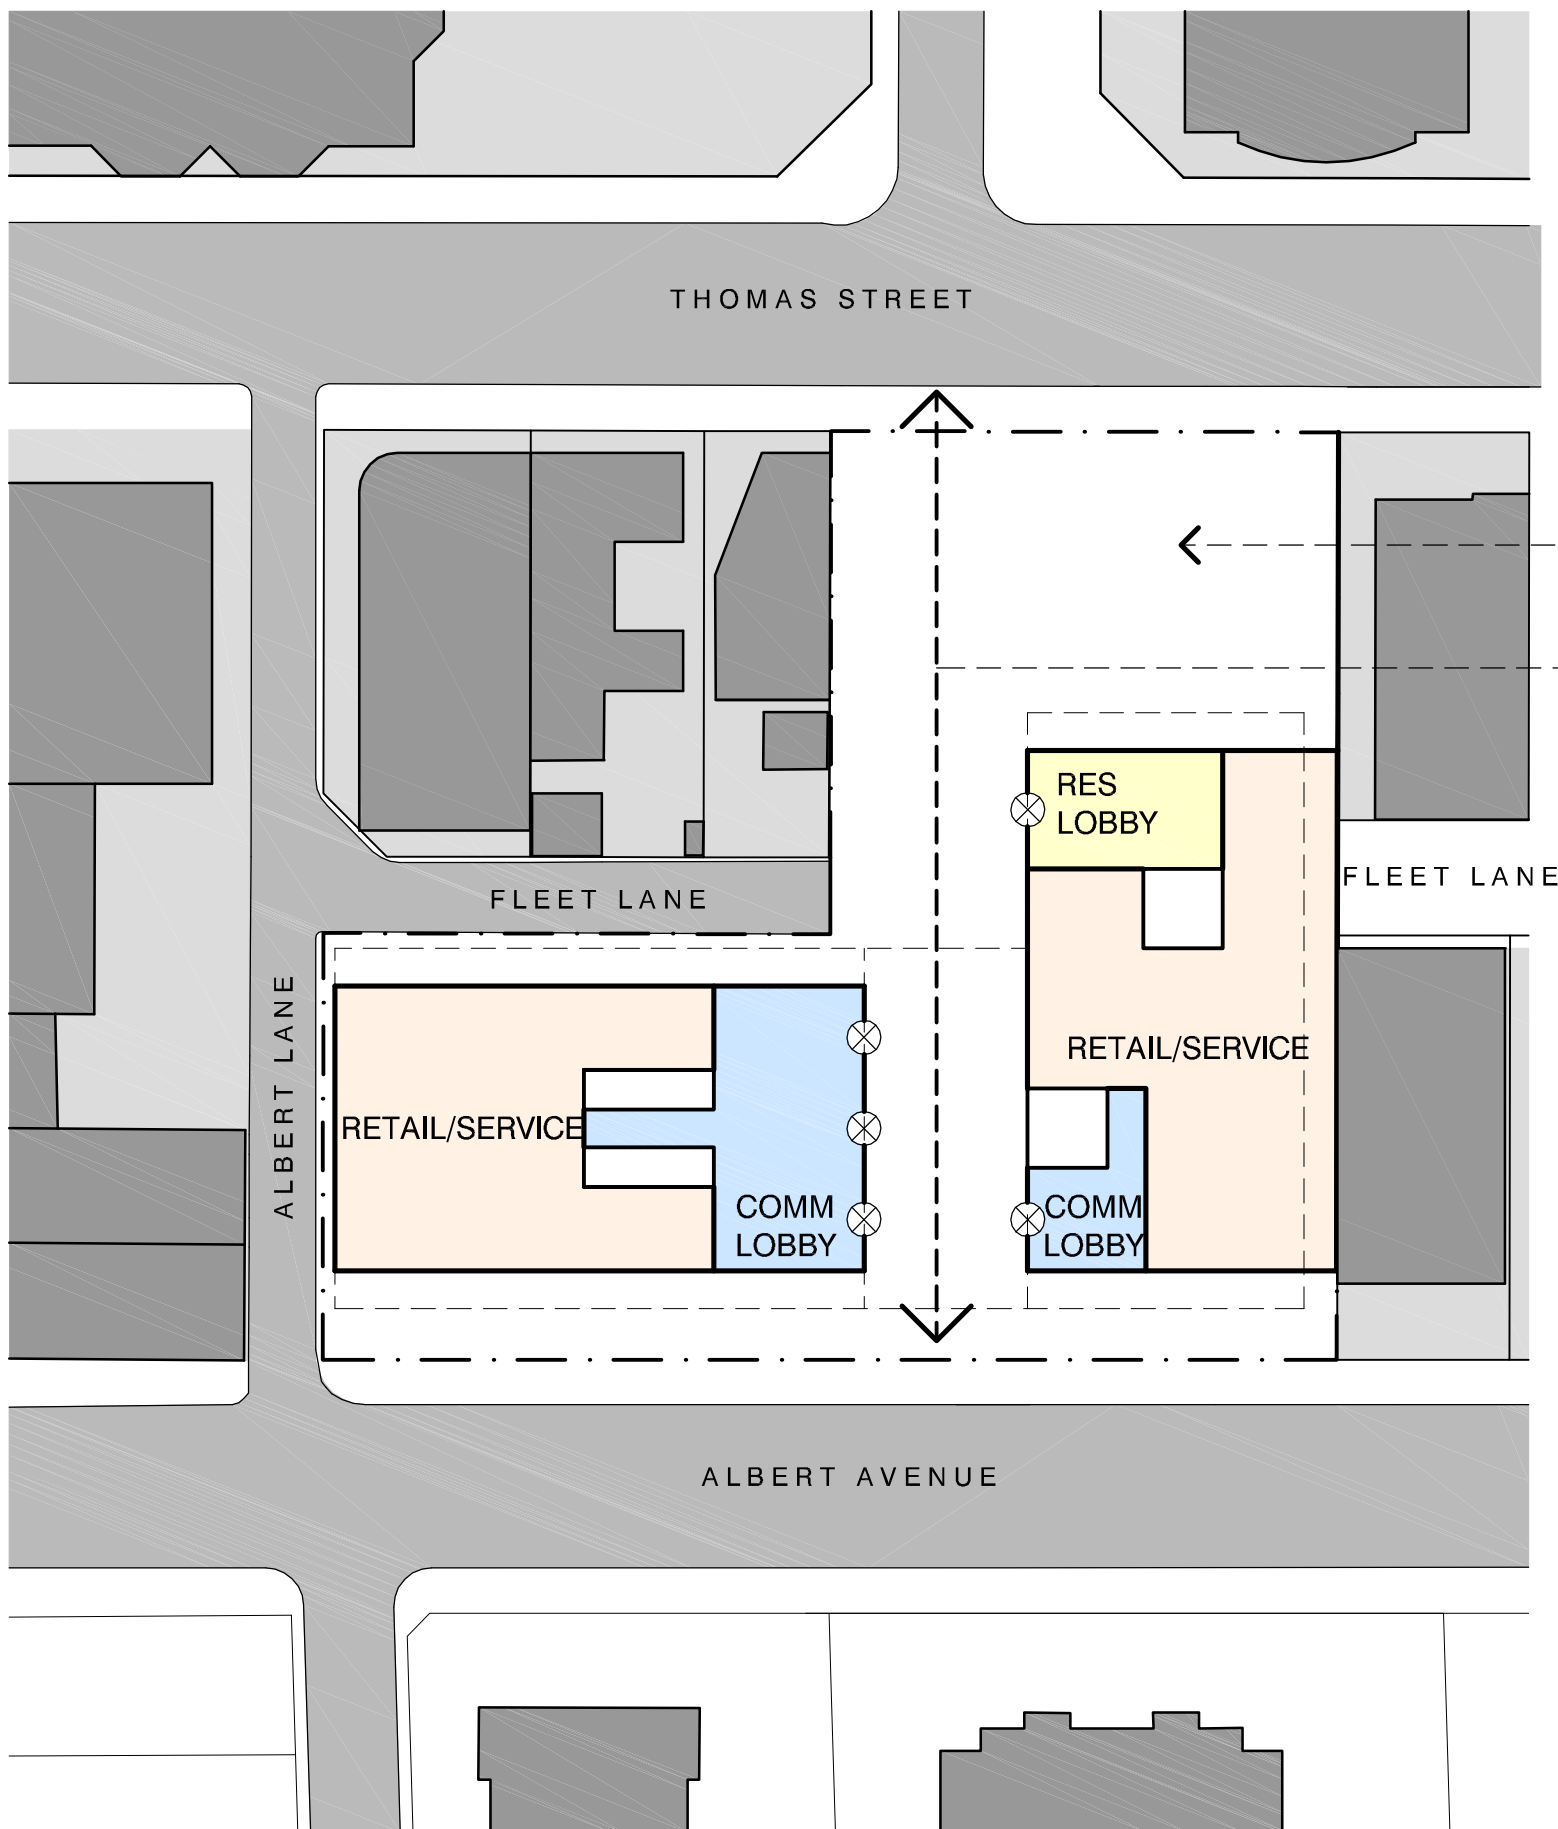 THOMAS STREET
RES
LOBBY
FLEET LANE
FLEET LANE
ALBERT LANE
RETAIL/SERVICE
RETAIL/SERVICE
COMM
LOBBY
COMM
LOBBY
ALBERT AVENUE